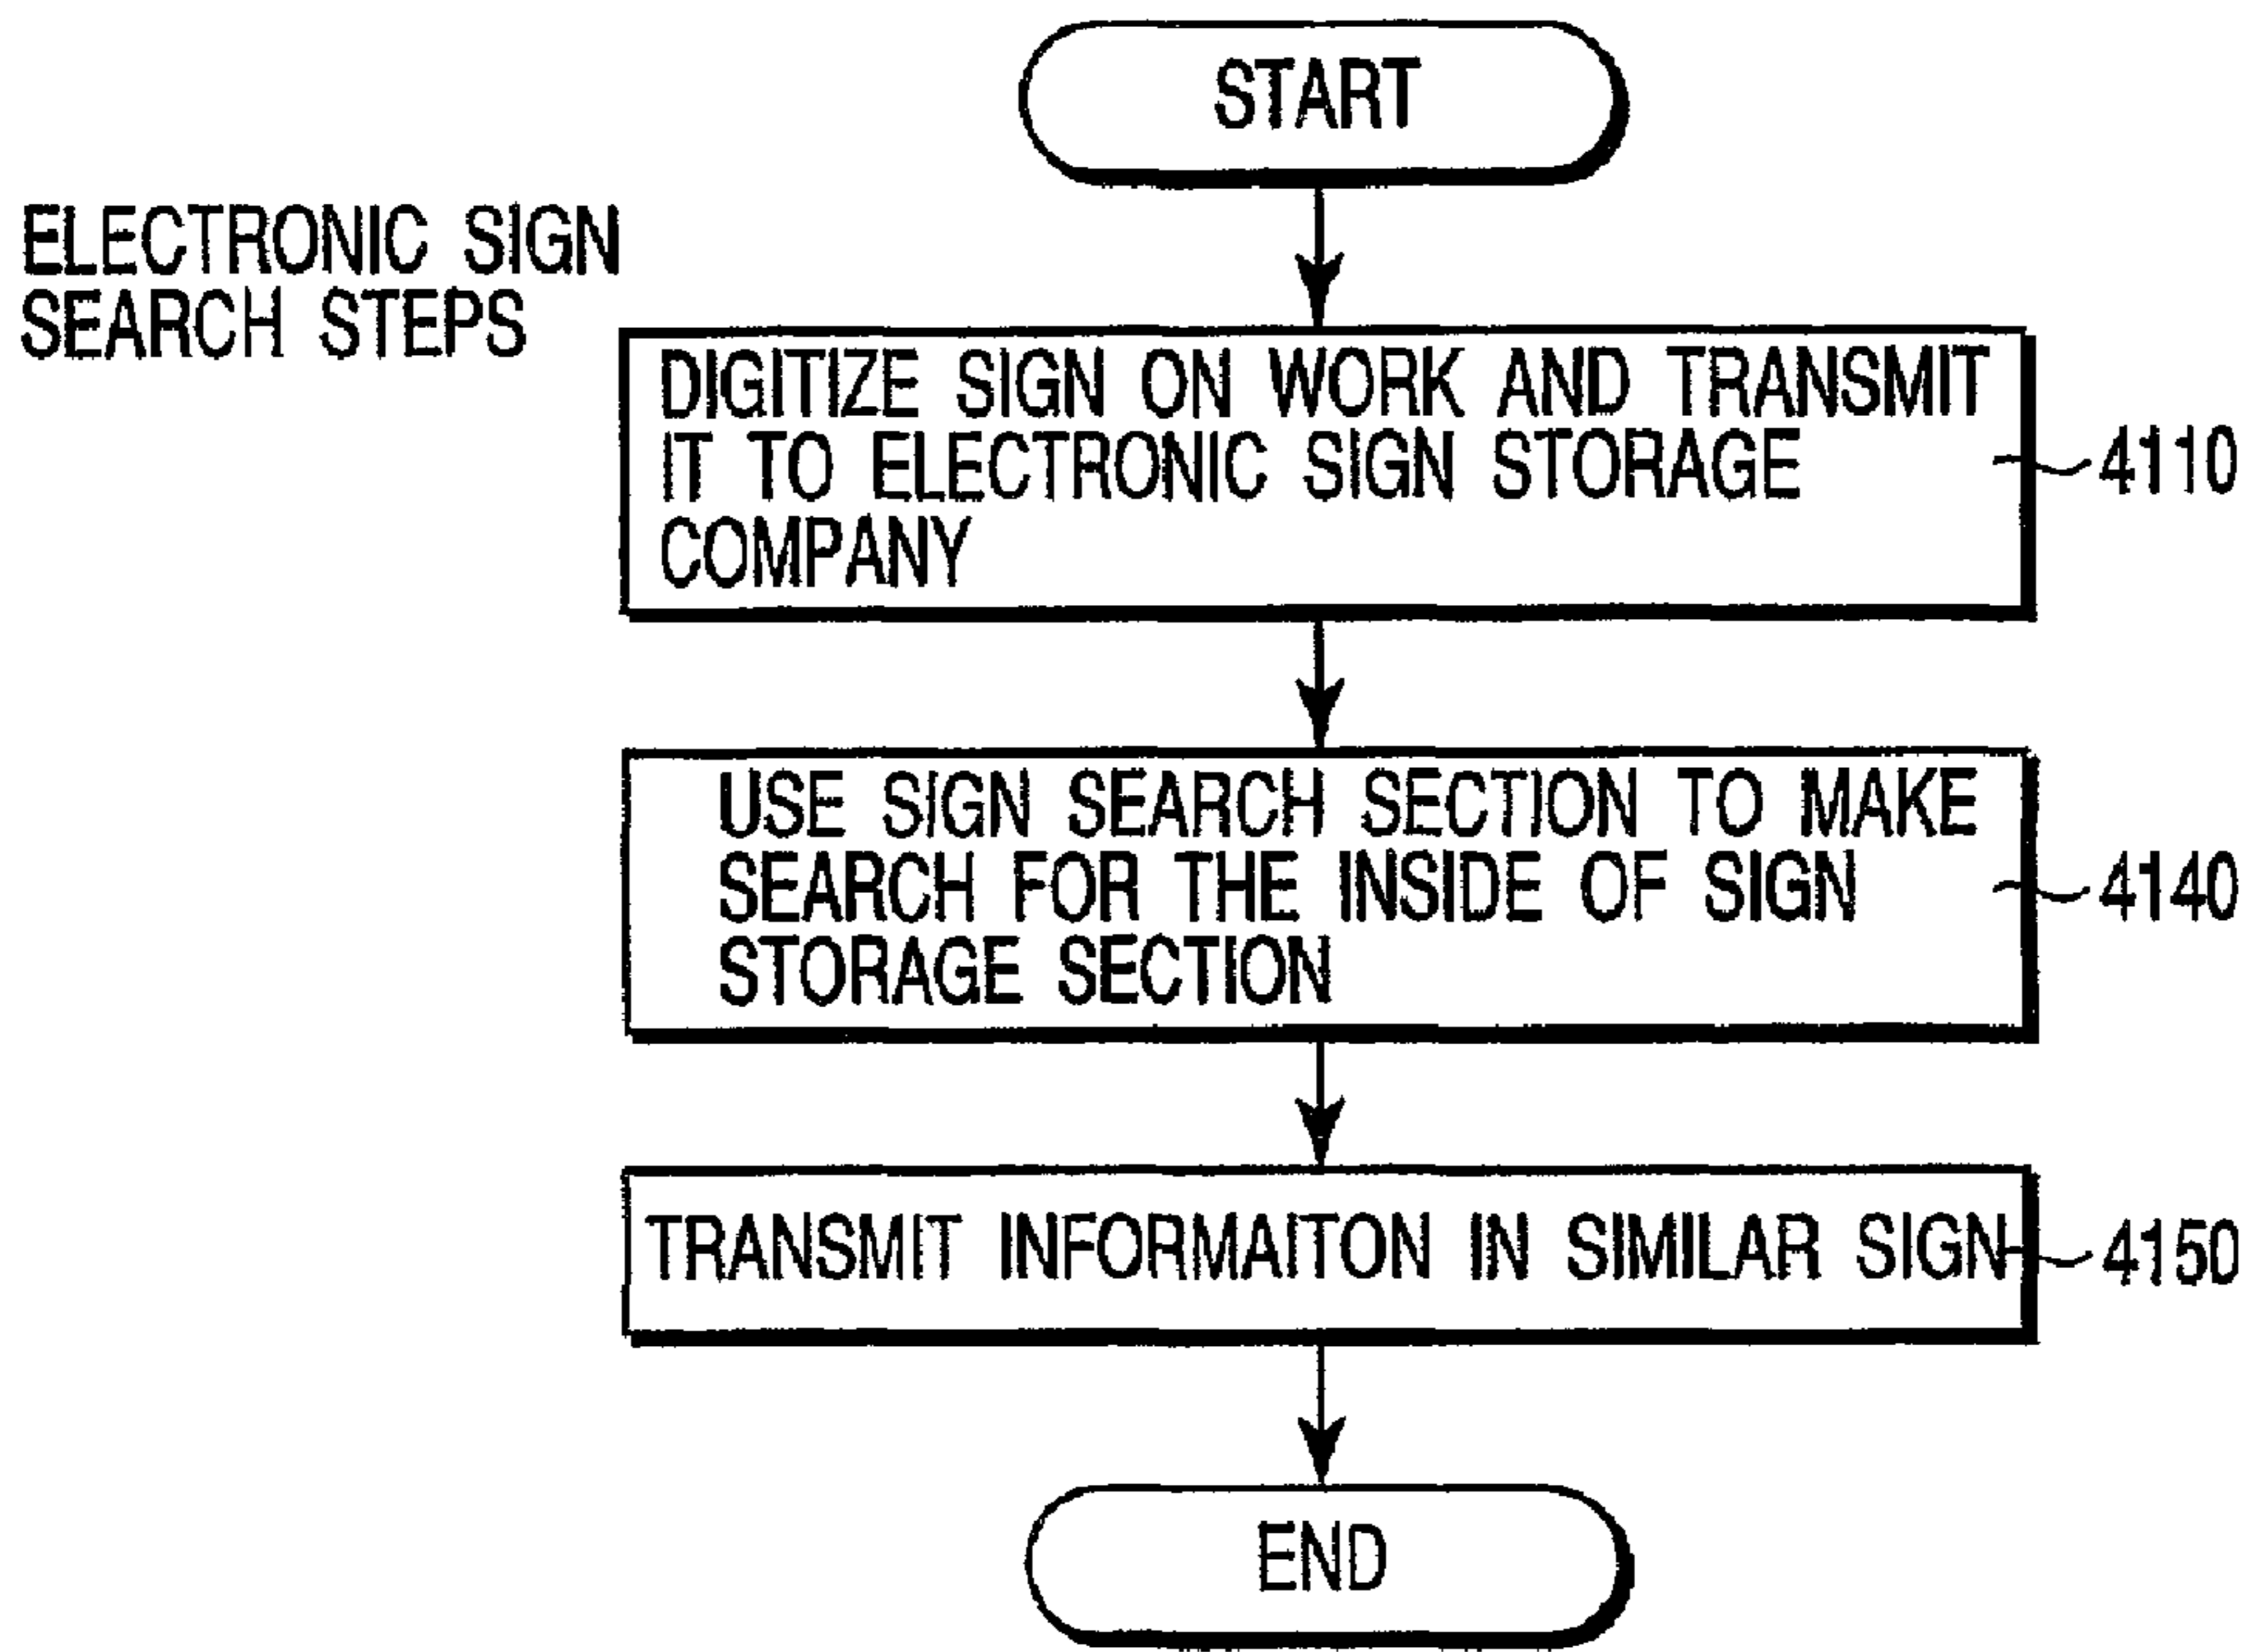 START
ELECTRONIC SIGN
SEARCH STEPS
DIGITIZE SIGN ON WORK AND TRANSMIT
IT TO ELECTRONIC SIGN STORAGE
COMPANY
4110
USE SIGN SEARCH SECTION TO MAKE
SEARCH FOR THE INSIDE OF SIGN
STORAGE SECTION
4140
TRANSMIT INFORMAITON IN SIMILAR SIGN
4150
END